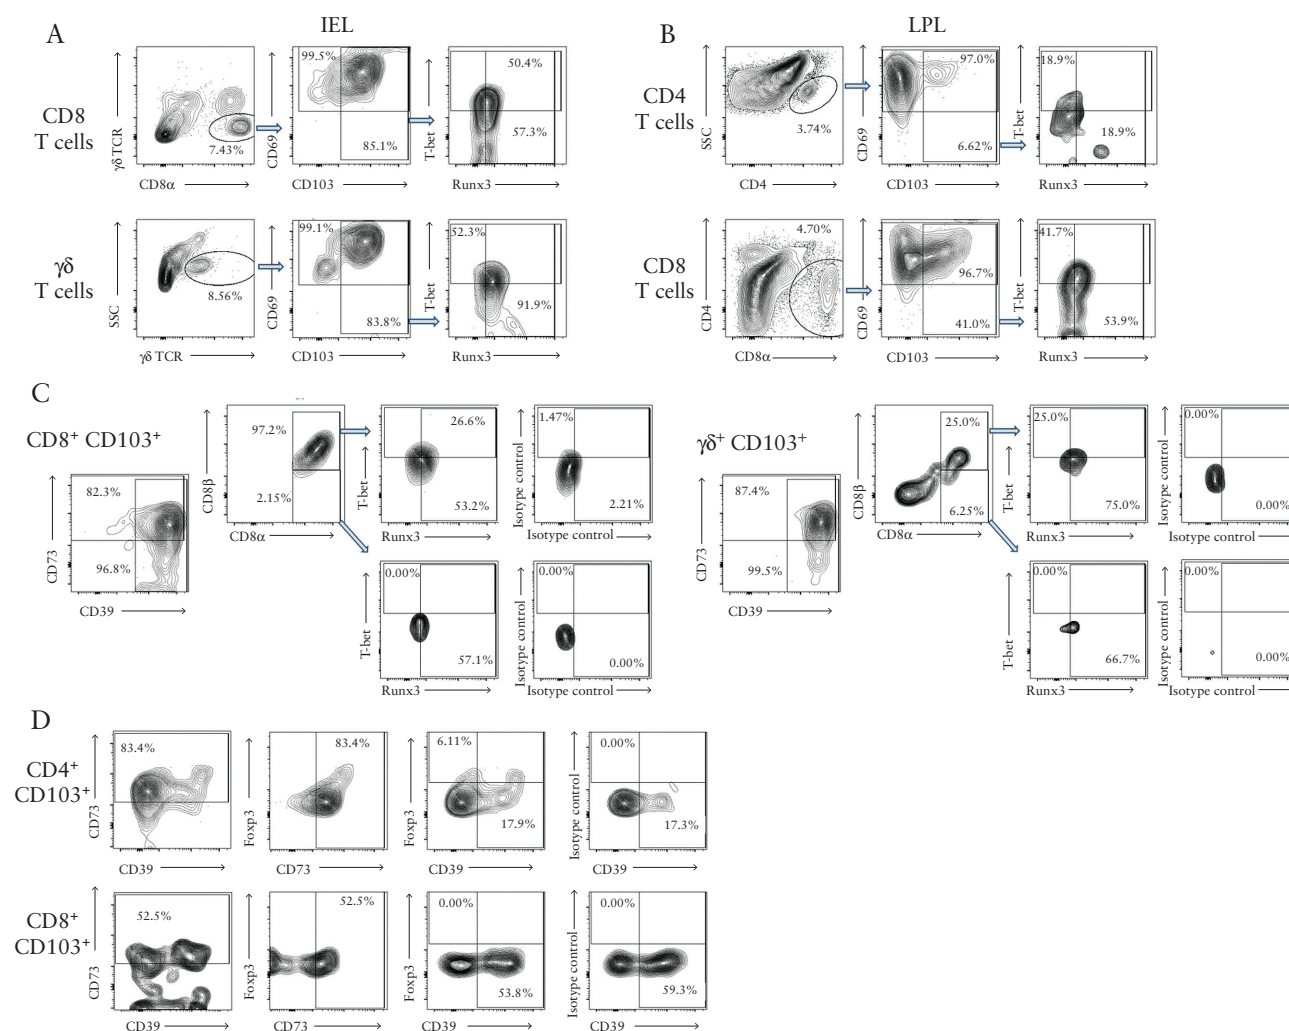 A
IEL
CD8
T cells
γδ TCR
99.5%
50.4%
7.43%
CD69
85.1%
T-bet
57.3%
CD8α
CD103
Runx3
γδ
T cells
SSC
99.1%
52.3%
8.56%
CD69
83.8%
T-bet
91.9%
γδ TCR
CD103
Runx3
B
LPL
CD4
T cells
SSC
97.0%
18.9%
3.74%
CD69
6.62%
T-bet
18.9%
CD4
CD103
Runx3
CD8
T cells
CD4
4.70%
41.7%
CD69
96.7%
41.0%
T-bet
53.9%
CD8α
CD103
Runx3
C
CD8⁺ CD103⁺
82.3%
CD73
96.8%
CD39
CD8β
97.2%
2.15%
CD8α
T-bet
26.6%
53.2%
Runx3
Isotype control
1.47%
2.21%
Isotype control
T-bet
0.00%
57.1%
Runx3
Isotype control
0.00%
0.00%
Isotype control
γδ⁺ CD103⁺
87.4%
CD73
99.5%
CD39
CD8β
25.0%
6.25%
CD8α
T-bet
25.0%
75.0%
Runx3
Isotype control
0.00%
0.00%
Isotype control
T-bet
0.00%
66.7%
Runx3
Isotype control
0.00%
0.00%
Isotype control
D
CD4⁺
CD103⁺
CD73
83.4%
CD39
Foxp3
83.4%
CD73
Foxp3
6.11%
17.9%
CD39
Isotype control
0.00%
17.3%
CD39
CD8⁺
CD103⁺
CD73
52.5%
CD39
Foxp3
52.5%
CD73
Foxp3
0.00%
53.8%
CD39
Isotype control
0.00%
59.3%
CD39